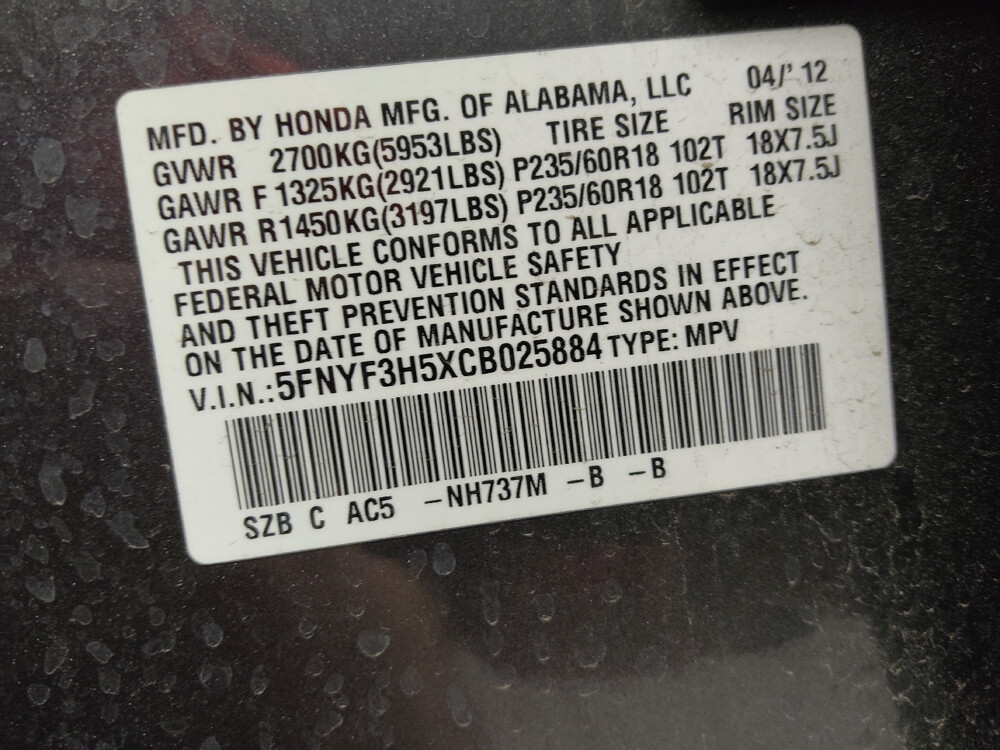 MFD. BY HONDA MFG. OF ALABAMA, LLC 04/' 12
GVWR 2700KG(5953LBS) TIRE SIZE RIM SIZE
GAWR F 1325KG(2921LBS) P235/60R18 102T 18X7.5J
GAWR R1450KG(3197LBS) P235/60R18 102T 18X7.5J
THIS VEHICLE CONFORMS TO ALL APPLICABLE
FEDERAL MOTOR VEHICLE SAFETY
AND THEFT PREVENTION STANDARDS IN EFFECT
ON THE DATE OF MANUFACTURE SHOWN ABOVE.
V.I.N.:5FNYF3H5XCB025884 TYPE: MPV
SZB C AC5 -NH737M -B -B